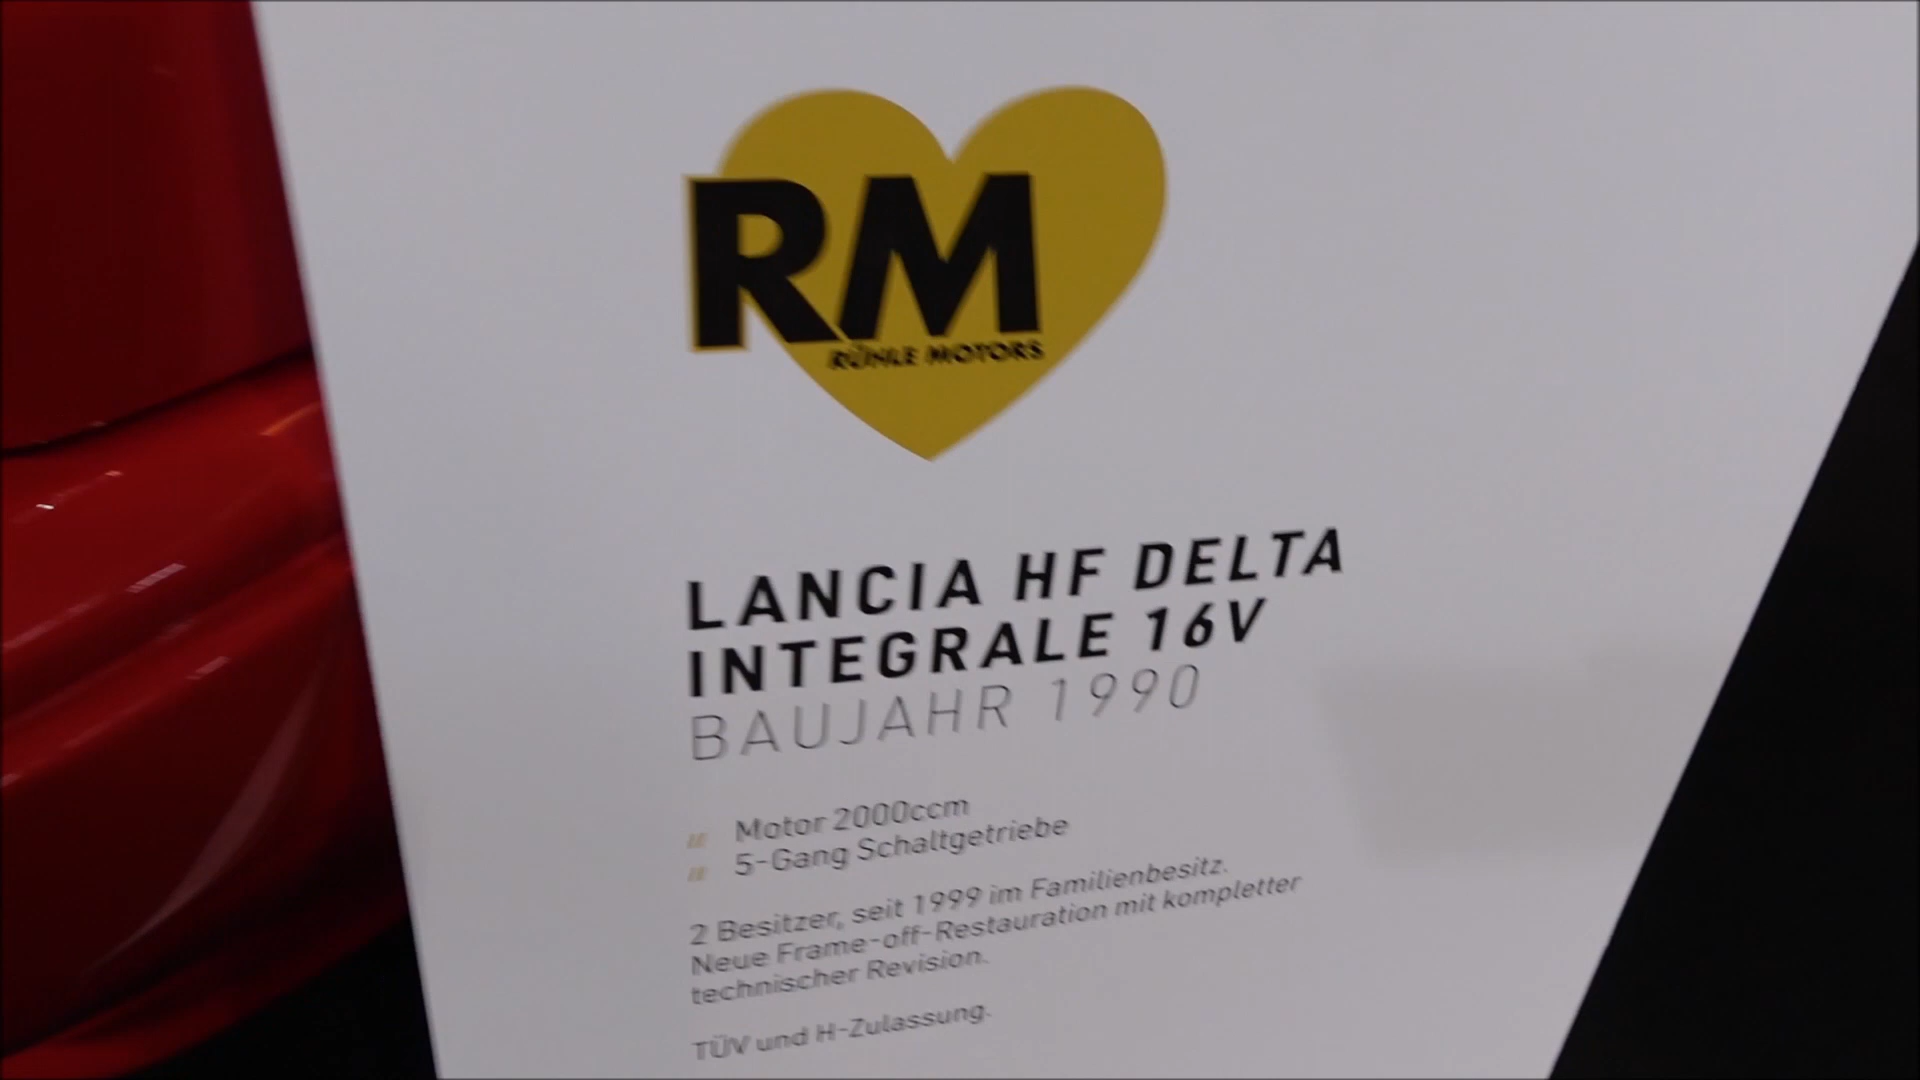 RM
RÜHLE MOTORS
LANCIA HF DELTA
INTEGRALE 16V
BAUJAHR 1990
Motor 2000ccm
5-Gang Schaltgetriebe
2 Besitzer, seit 1999 im Familienbesitz.
Neue Frame-off-Restauration mit kompletter
technischer Revision.
TÜV und H-Zulassung.